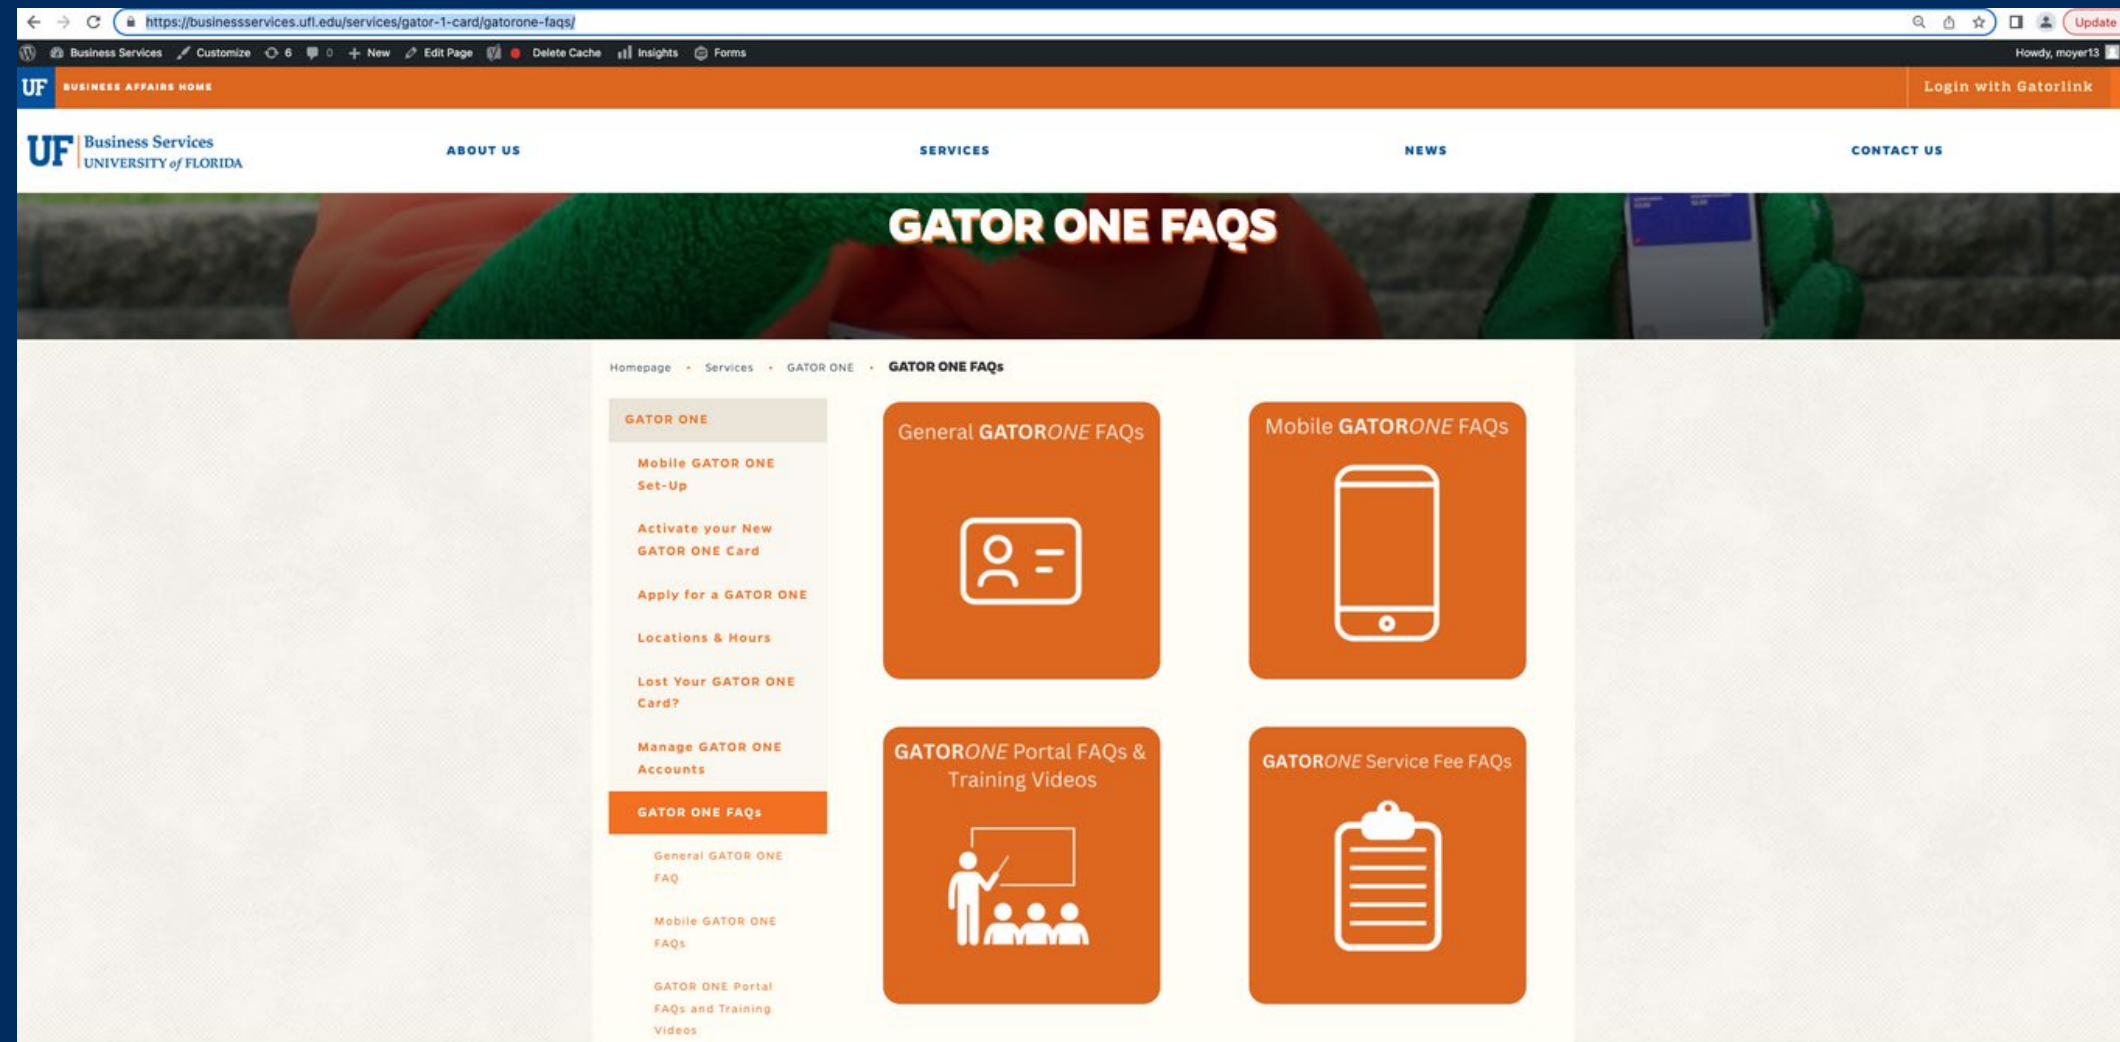 https://businessservices.ufl.edu/services/gator-1-card/gatorone-faqs/
Update
Business Services Customize 6 0 + New Edit Page Delete Cache Insights Forms
Howdy, moyer13
UF BUSINESS AFFAIRS HOME
Login with Gatorlink
UF Business Services
UNIVERSITY of FLORIDA
ABOUT US
SERVICES
NEWS
CONTACT US
GATOR ONE FAQS
Homepage • Services • GATOR ONE • GATOR ONE FAQs
GATOR ONE
Mobile GATOR ONE
Set-Up
Activate your New
GATOR ONE Card
Apply for a GATOR ONE
Locations & Hours
Lost Your GATOR ONE
Card?
Manage GATOR ONE
Accounts
GATOR ONE FAQs
General GATOR ONE
FAQ
Mobile GATOR ONE
FAQs
GATOR ONE Portal
FAQs and Training
Videos
General GATORONE FAQs
Mobile GATORONE FAQs
GATORONE Portal FAQs &
Training Videos
GATORONE Service Fee FAQs